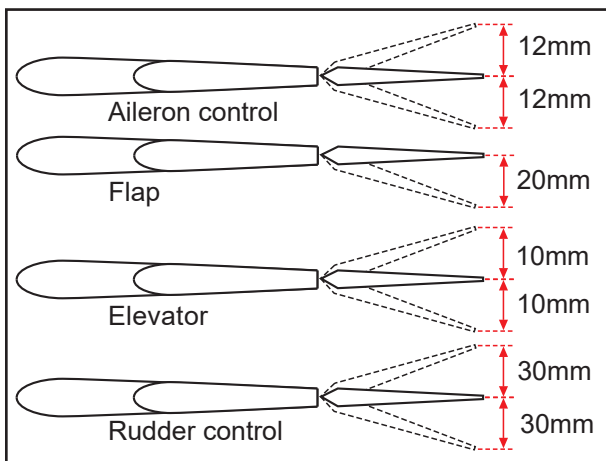 12mm
12mm
Aileron control
20mm
Flap
10mm
10mm
Elevator
30mm
30mm
Rudder control